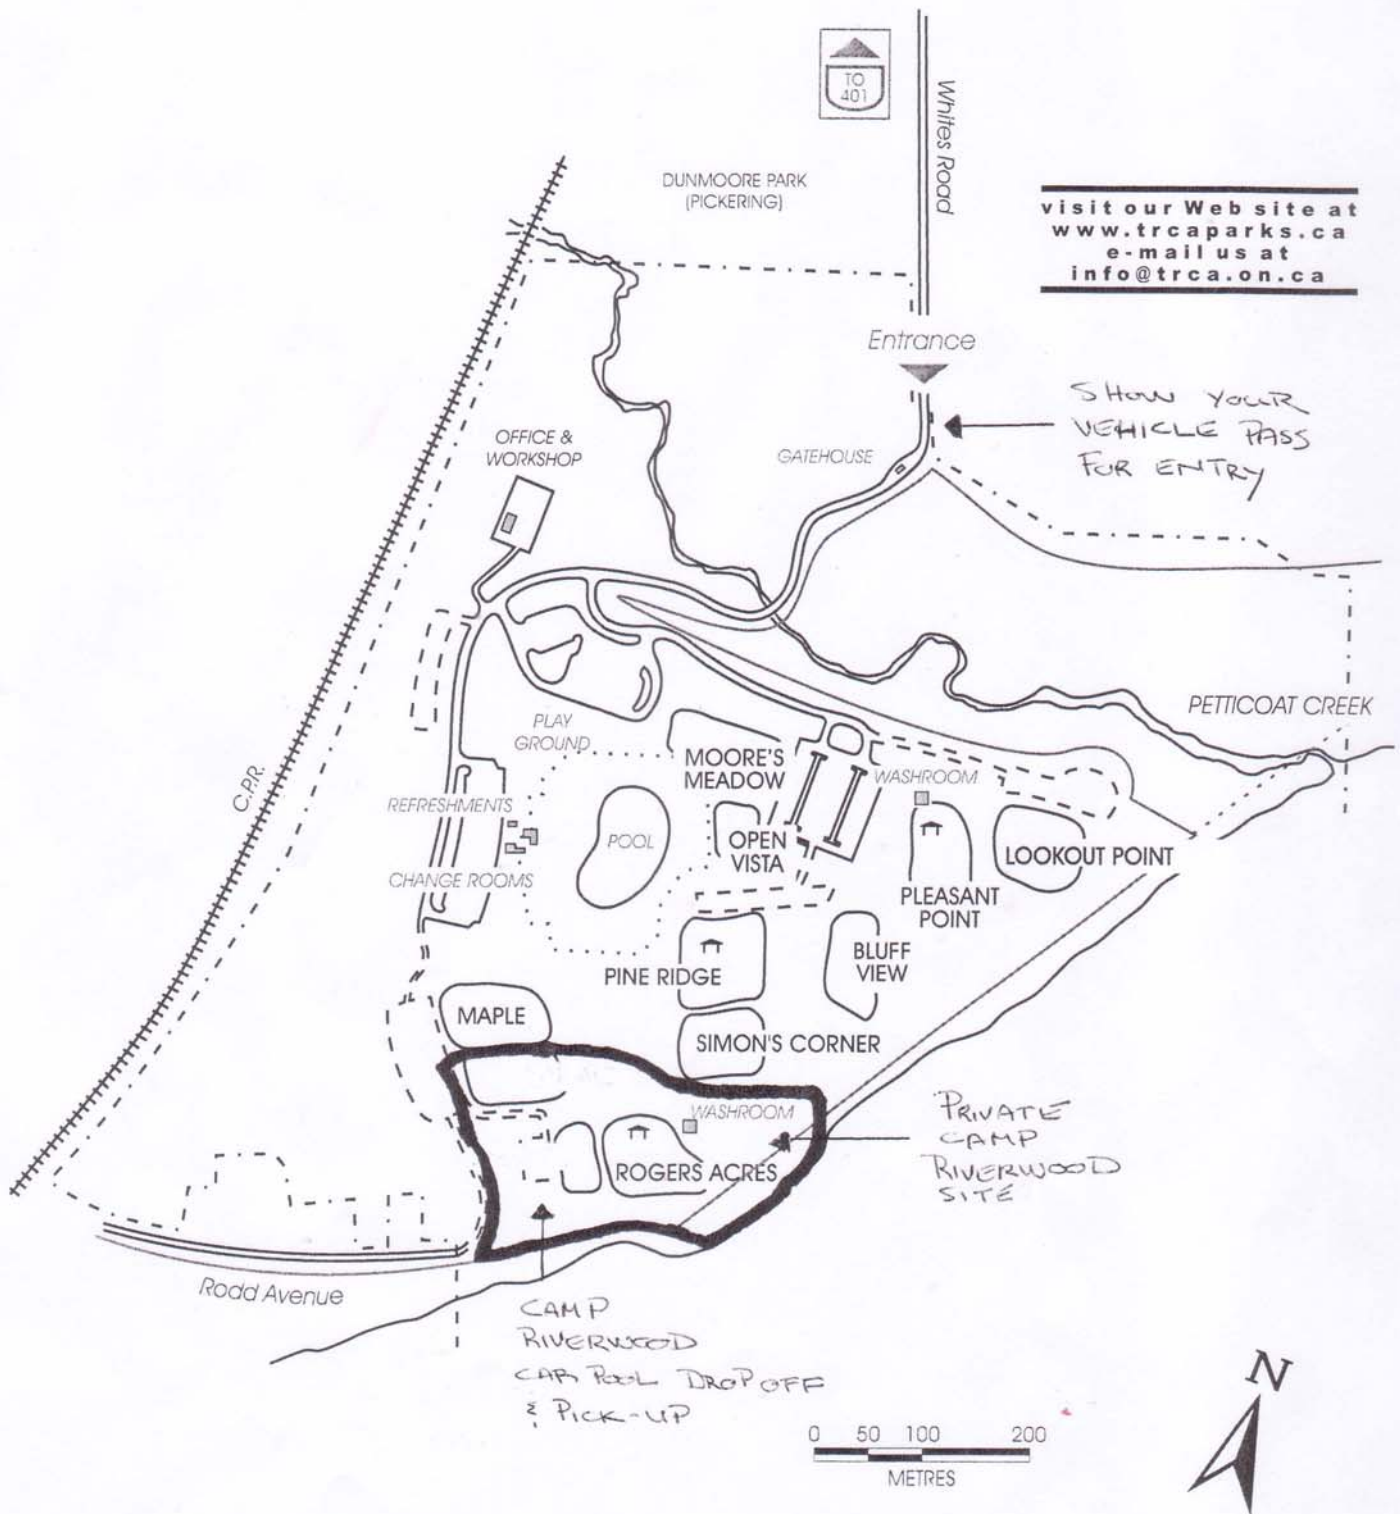 TO
401
Whites Road
DUNMOORE PARK
(PICKERING)
visit our Web site at
www.trcaparks.ca
e-mail us at
info@trca.on.ca
Entrance
SHOW YOUR
VEHICLE PASS
FOR ENTRY
OFFICE &
WORKSHOP
GATEHOUSE
PETTICOAT CREEK
PLAY
GROUND
MOORE'S
MEADOW
WASHROOM
C.P.R.
REFRESHMENTS
POOL
OPEN
VISTA
LOOKOUT POINT
CHANGE ROOMS
PLEASANT
POINT
BLUFF
VIEW
PINE RIDGE
MAPLE
SIMON'S CORNER
WASHROOM
PRIVATE
CAMP
RIVERWOOD
SITE
ROGERS ACRES
Rodd Avenue
CAMP
RIVERWOOD
CAR POOL DROP OFF
& PICK-UP
N
0 50 100 200
METRES